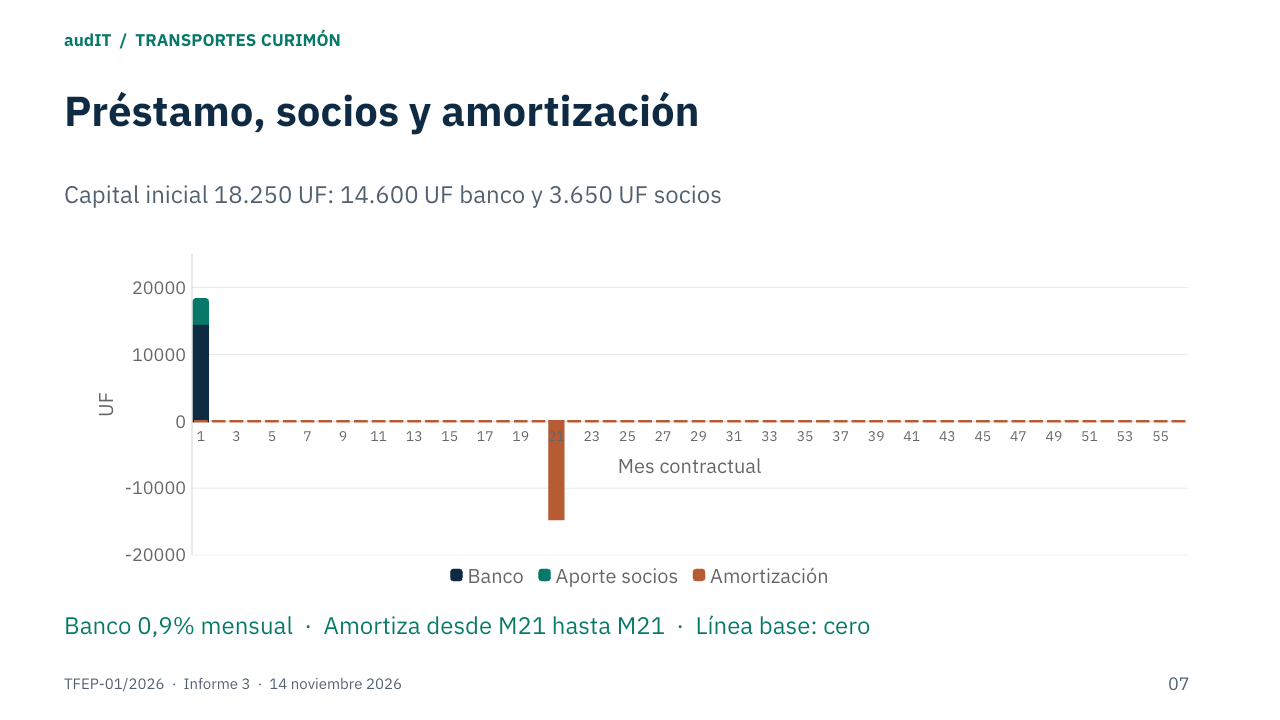 audIT / TRANSPORTES CURIMÓN
Préstamo, socios y amortización
Capital inicial 18.250 UF: 14.600 UF banco y 3.650 UF socios
20000
10000
0
-10000
-20000
UF
1 3 5 7 9 11 13 15 17 19 21 23 25 27 29 31 33 35 37 39 41 43 45 47 49 51 53 55
Mes contractual
Banco Aporte socios Amortización
Banco 0,9% mensual · Amortiza desde M21 hasta M21 · Línea base: cero
TFEP-01/2026 · Informe 3 · 14 noviembre 2026
07